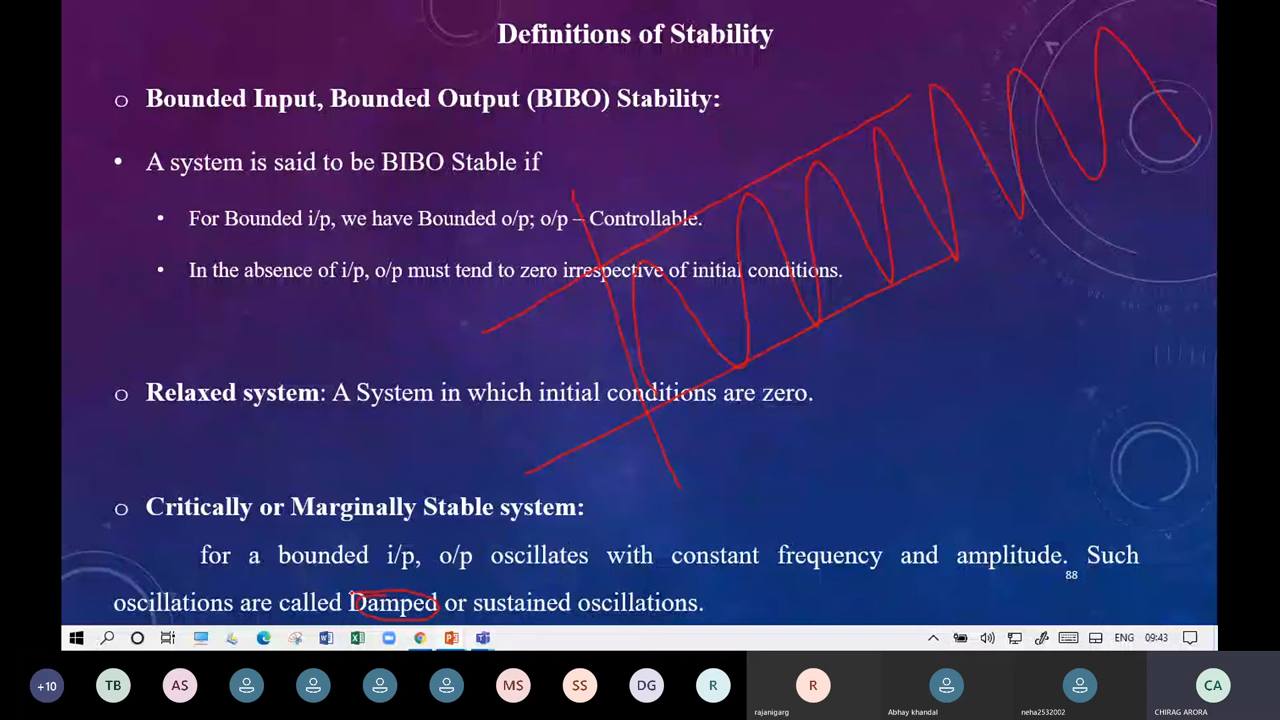 Definitions of Stability
o Bounded Input, Bounded Output (BIBO) Stability:
• A system is said to be BIBO Stable if
• For Bounded i/p, we have Bounded o/p; o/p – Controllable.
• In the absence of i/p, o/p must tend to zero irrespective of initial conditions.
o Relaxed system: A System in which initial conditions are zero.
o Critically or Marginally Stable system:
for a bounded i/p, o/p oscillates with constant frequency and amplitude. Such
88
oscillations are called Damped or sustained oscillations.
ENG 09:43
+10 TB AS MS SS DG R R CA
rajanigarg Abhay khandal neha2532002 CHIRAG ARORA